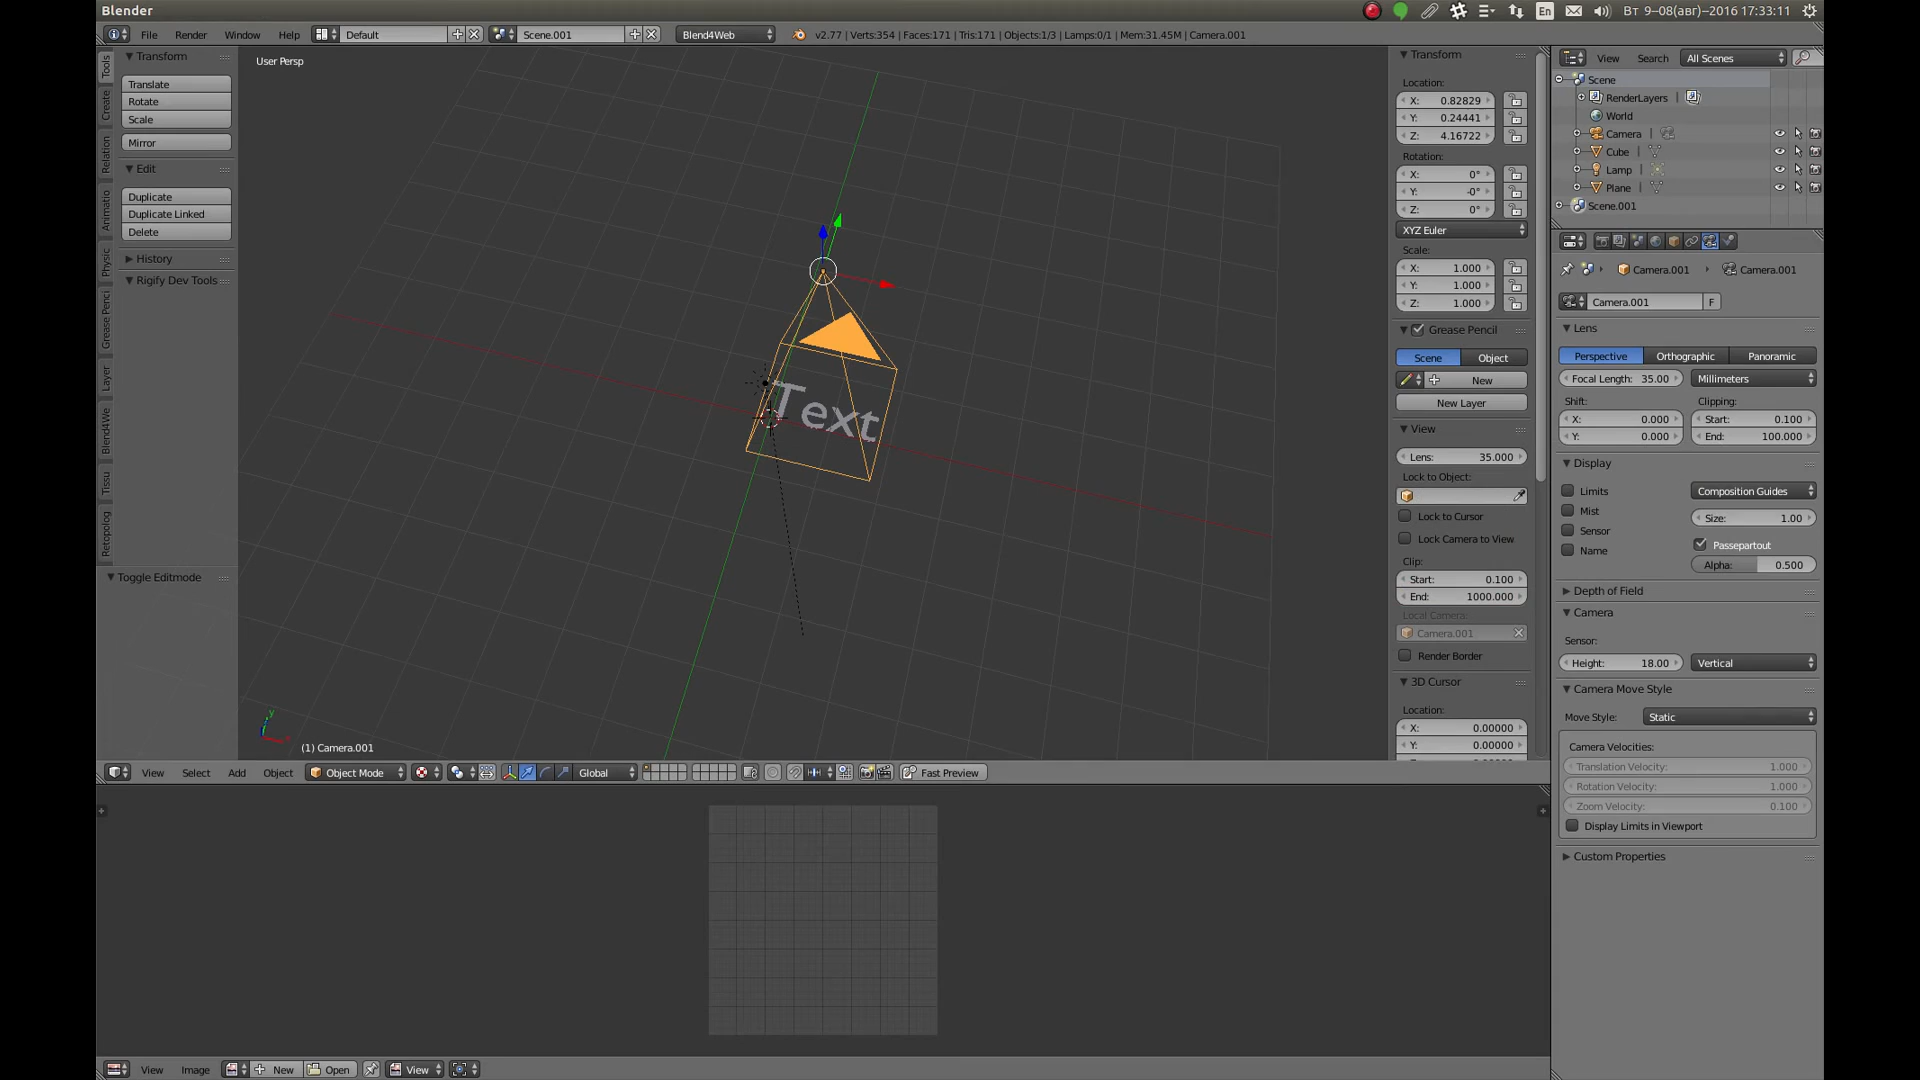 Blender
En
Вт 9–08(авг)–2016 17:33:11
File Render Window Help
Default
Scene.001
Blend4Web
v2.77 | Verts:354 | Faces:171 | Tris:171 | Objects:1/3 | Lamps:0/1 | Mem:31.45M | Camera.001
Tools
Create
Relation
Animatio
Physic
Grease Penci
Layer
Blend4We
Tissu
Retopolog
Transform
Translate
Rotate
Scale
Mirror
Edit
Duplicate
Duplicate Linked
Delete
History
Rigify Dev Tools
Toggle Editmode
User Persp
Text
y
(1) Camera.001
Transform
Location:
X: 0.82829
Y: 0.24441
Z: 4.16722
Rotation:
X: 0°
Y: -0°
Z: 0°
XYZ Euler
Scale:
X: 1.000
Y: 1.000
Z: 1.000
Grease Pencil
Scene Object
New
New Layer
View
Lens: 35.000
Lock to Object:
Lock to Cursor
Lock Camera to View
Clip:
Start: 0.100
End: 1000.000
Local Camera:
Camera.001
Render Border
3D Cursor
Location:
X: 0.00000
Y: 0.00000
View Select Add Object
Object Mode
Global
Fast Preview
View Image
New
Open
View
View Search
All Scenes
Scene
RenderLayers
World
Camera
Cube
Lamp
Plane
Scene.001
Camera.001 Camera.001
Camera.001 F
Lens
Perspective Orthographic Panoramic
Focal Length: 35.00 Millimeters
Shift: Clipping:
X: 0.000 Start: 0.100
Y: 0.000 End: 100.000
Display
Limits Composition Guides
Mist Size: 1.00
Sensor Passepartout
Name Alpha: 0.500
Depth of Field
Camera
Sensor:
Height: 18.00 Vertical
Camera Move Style
Move Style: Static
Camera Velocities:
Translation Velocity: 1.000
Rotation Velocity: 1.000
Zoom Velocity: 0.100
Display Limits in Viewport
Custom Properties